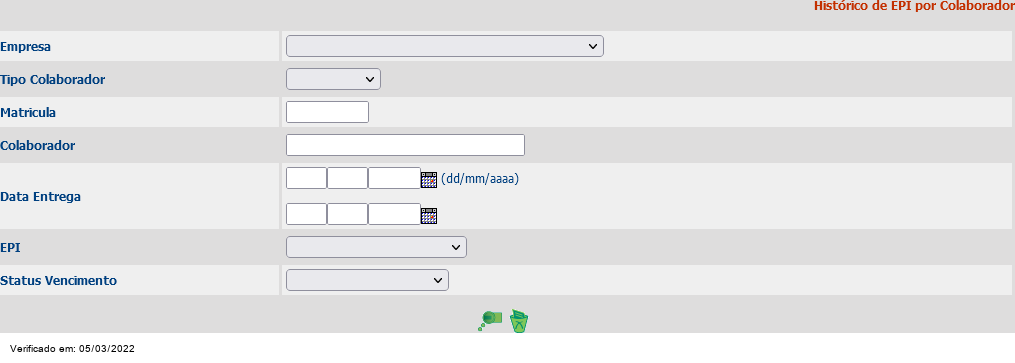 Histórico de EPI por Colaborador
Empresa
Tipo Colaborador
Matricula
Colaborador
Data Entrega (dd/mm/aaaa)
EPI
Status Vencimento
Verificado em: 05/03/2022